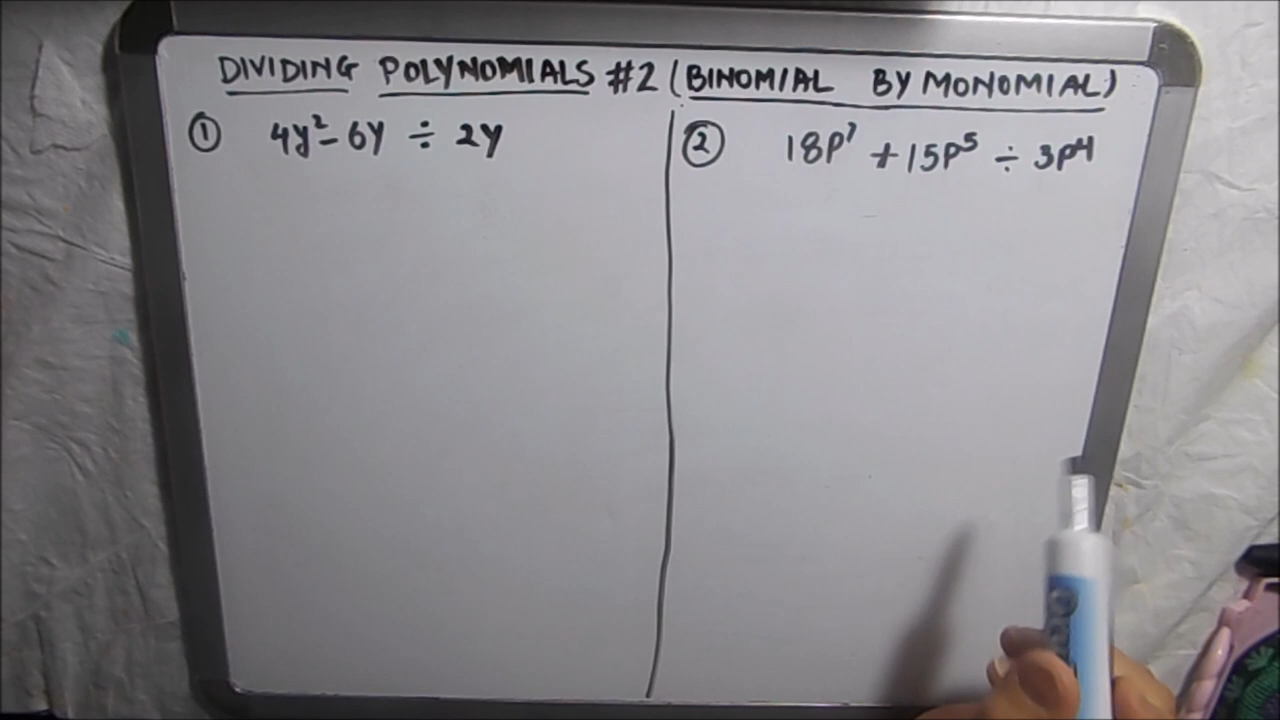 DIVIDING POLYNOMIALS #2 (BINOMIAL BY MONOMIAL)
① 4y² - 6y ÷ 2y
② 18p⁷ + 15p⁵ ÷ 3p⁴